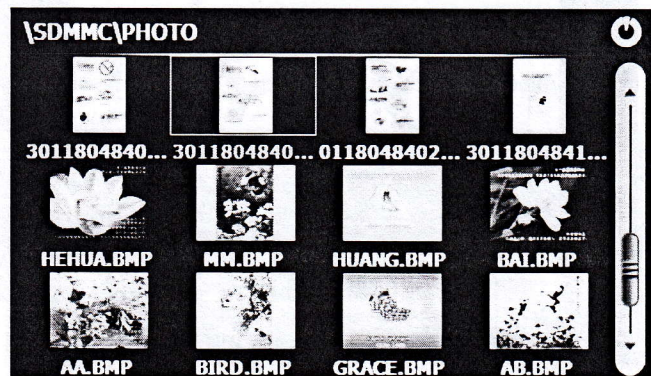 \SDMMC\PHOTO
3011804840... 3011804840... 0118048402... 3011804841...
HEHUA.BMP MM.BMP HUANG.BMP BAI.BMP
AA.BMP BIRD.BMP GRACE.BMP AB.BMP